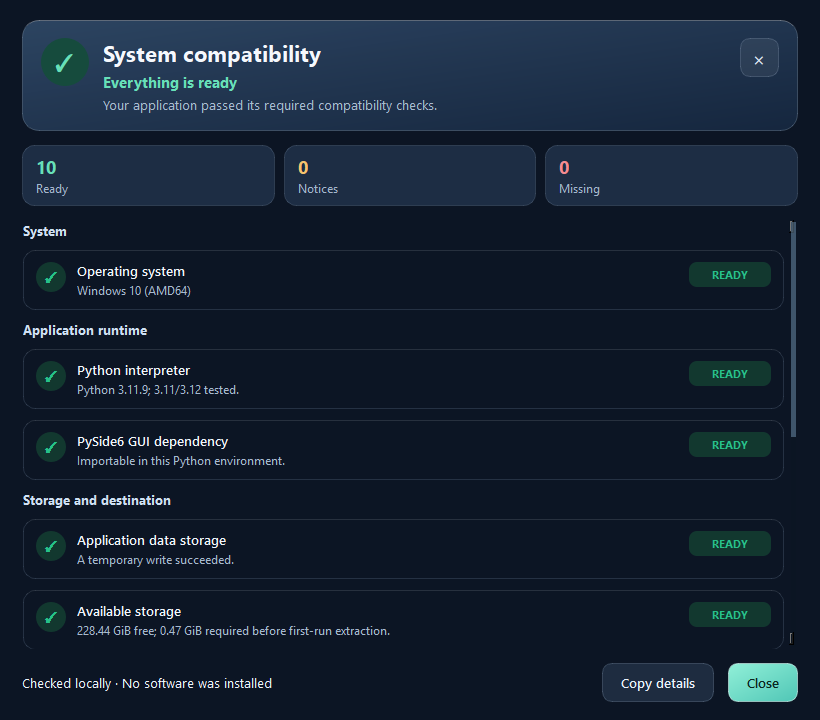 System compatibility
Everything is ready
Your application passed its required compatibility checks.
10
Ready
0
Notices
0
Missing
System
Operating system
Windows 10 (AMD64)
READY
Application runtime
Python interpreter
Python 3.11.9; 3.11/3.12 tested.
READY
PySide6 GUI dependency
Importable in this Python environment.
READY
Storage and destination
Application data storage
A temporary write succeeded.
READY
Available storage
228.44 GiB free; 0.47 GiB required before first-run extraction.
READY
Checked locally · No software was installed
Copy details
Close